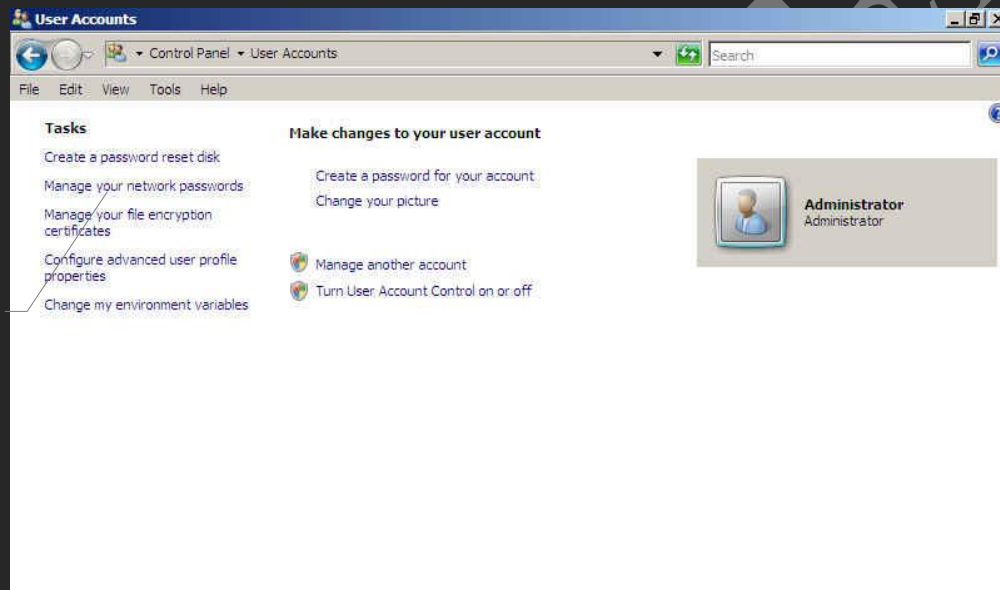 User Accounts
Control Panel User Accounts
Search
File Edit View Tools Help
Tasks
Create a password reset disk
Manage your network passwords
Manage your file encryption
certificates
Configure advanced user profile
properties
Change my environment variables
Make changes to your user account
Create a password for your account
Change your picture
Manage another account
Turn User Account Control on or off
Administrator
Administrator